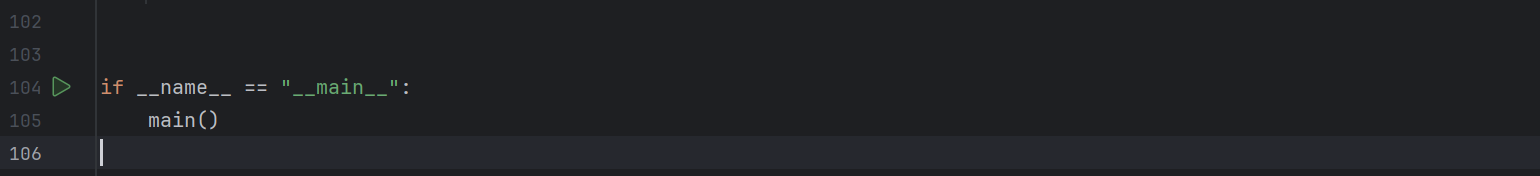 102
103
104 if __name__ == "__main__":
105     main()
106